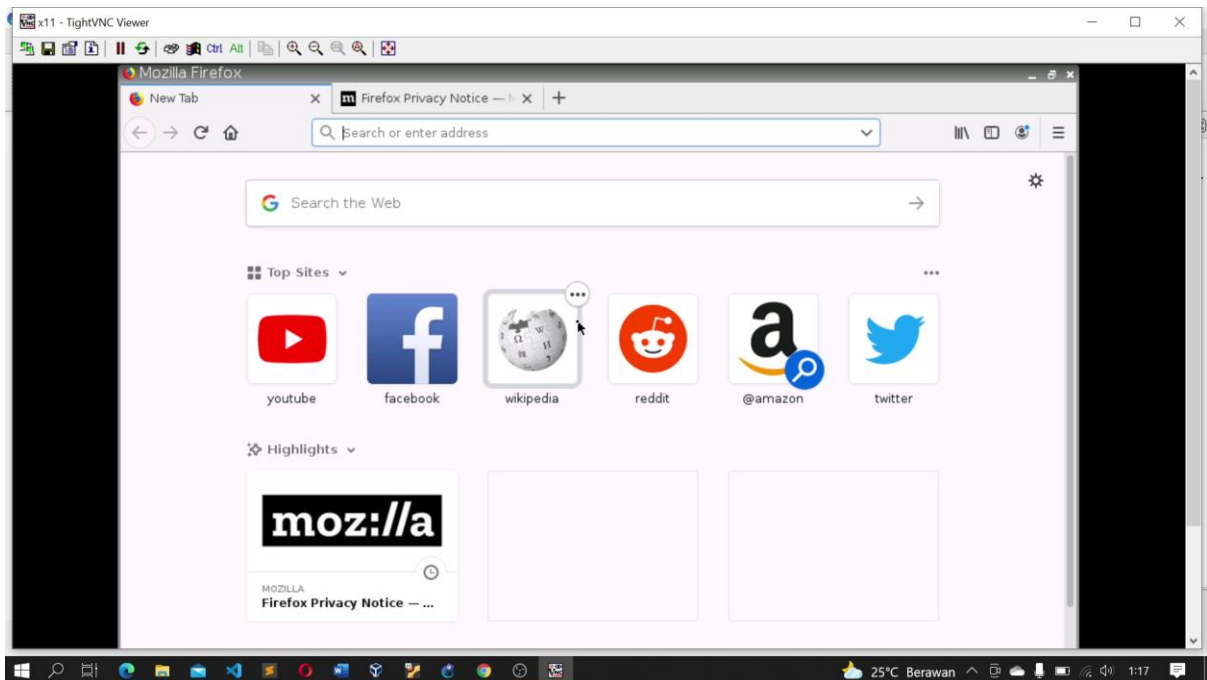 x11 - TightVNC Viewer
Ctrl Alt
Mozilla Firefox
New Tab
Firefox Privacy Notice —
Search or enter address
Search the Web
Top Sites
youtube
facebook
wikipedia
reddit
@amazon
twitter
Highlights
moz://a
MOZILLA
Firefox Privacy Notice — ...
25°C Berawan
1:17